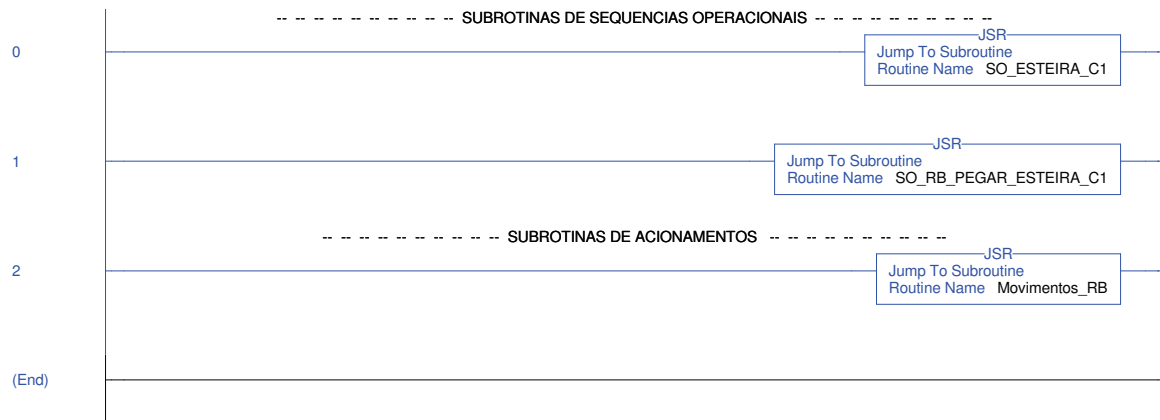 -- -- -- -- -- -- -- -- -- -- SUBROTINAS DE SEQUENCIAS OPERACIONAIS -- -- -- -- -- -- -- -- -- --
JSR
0
Jump To Subroutine
Routine Name SO_ESTEIRA_C1
JSR
1
Jump To Subroutine
Routine Name SO_RB_PEGAR_ESTEIRA_C1
-- -- -- -- -- -- -- -- -- -- SUBROTINAS DE ACIONAMENTOS -- -- -- -- -- -- -- -- -- --
JSR
2
Jump To Subroutine
Routine Name Movimentos_RB
(End)